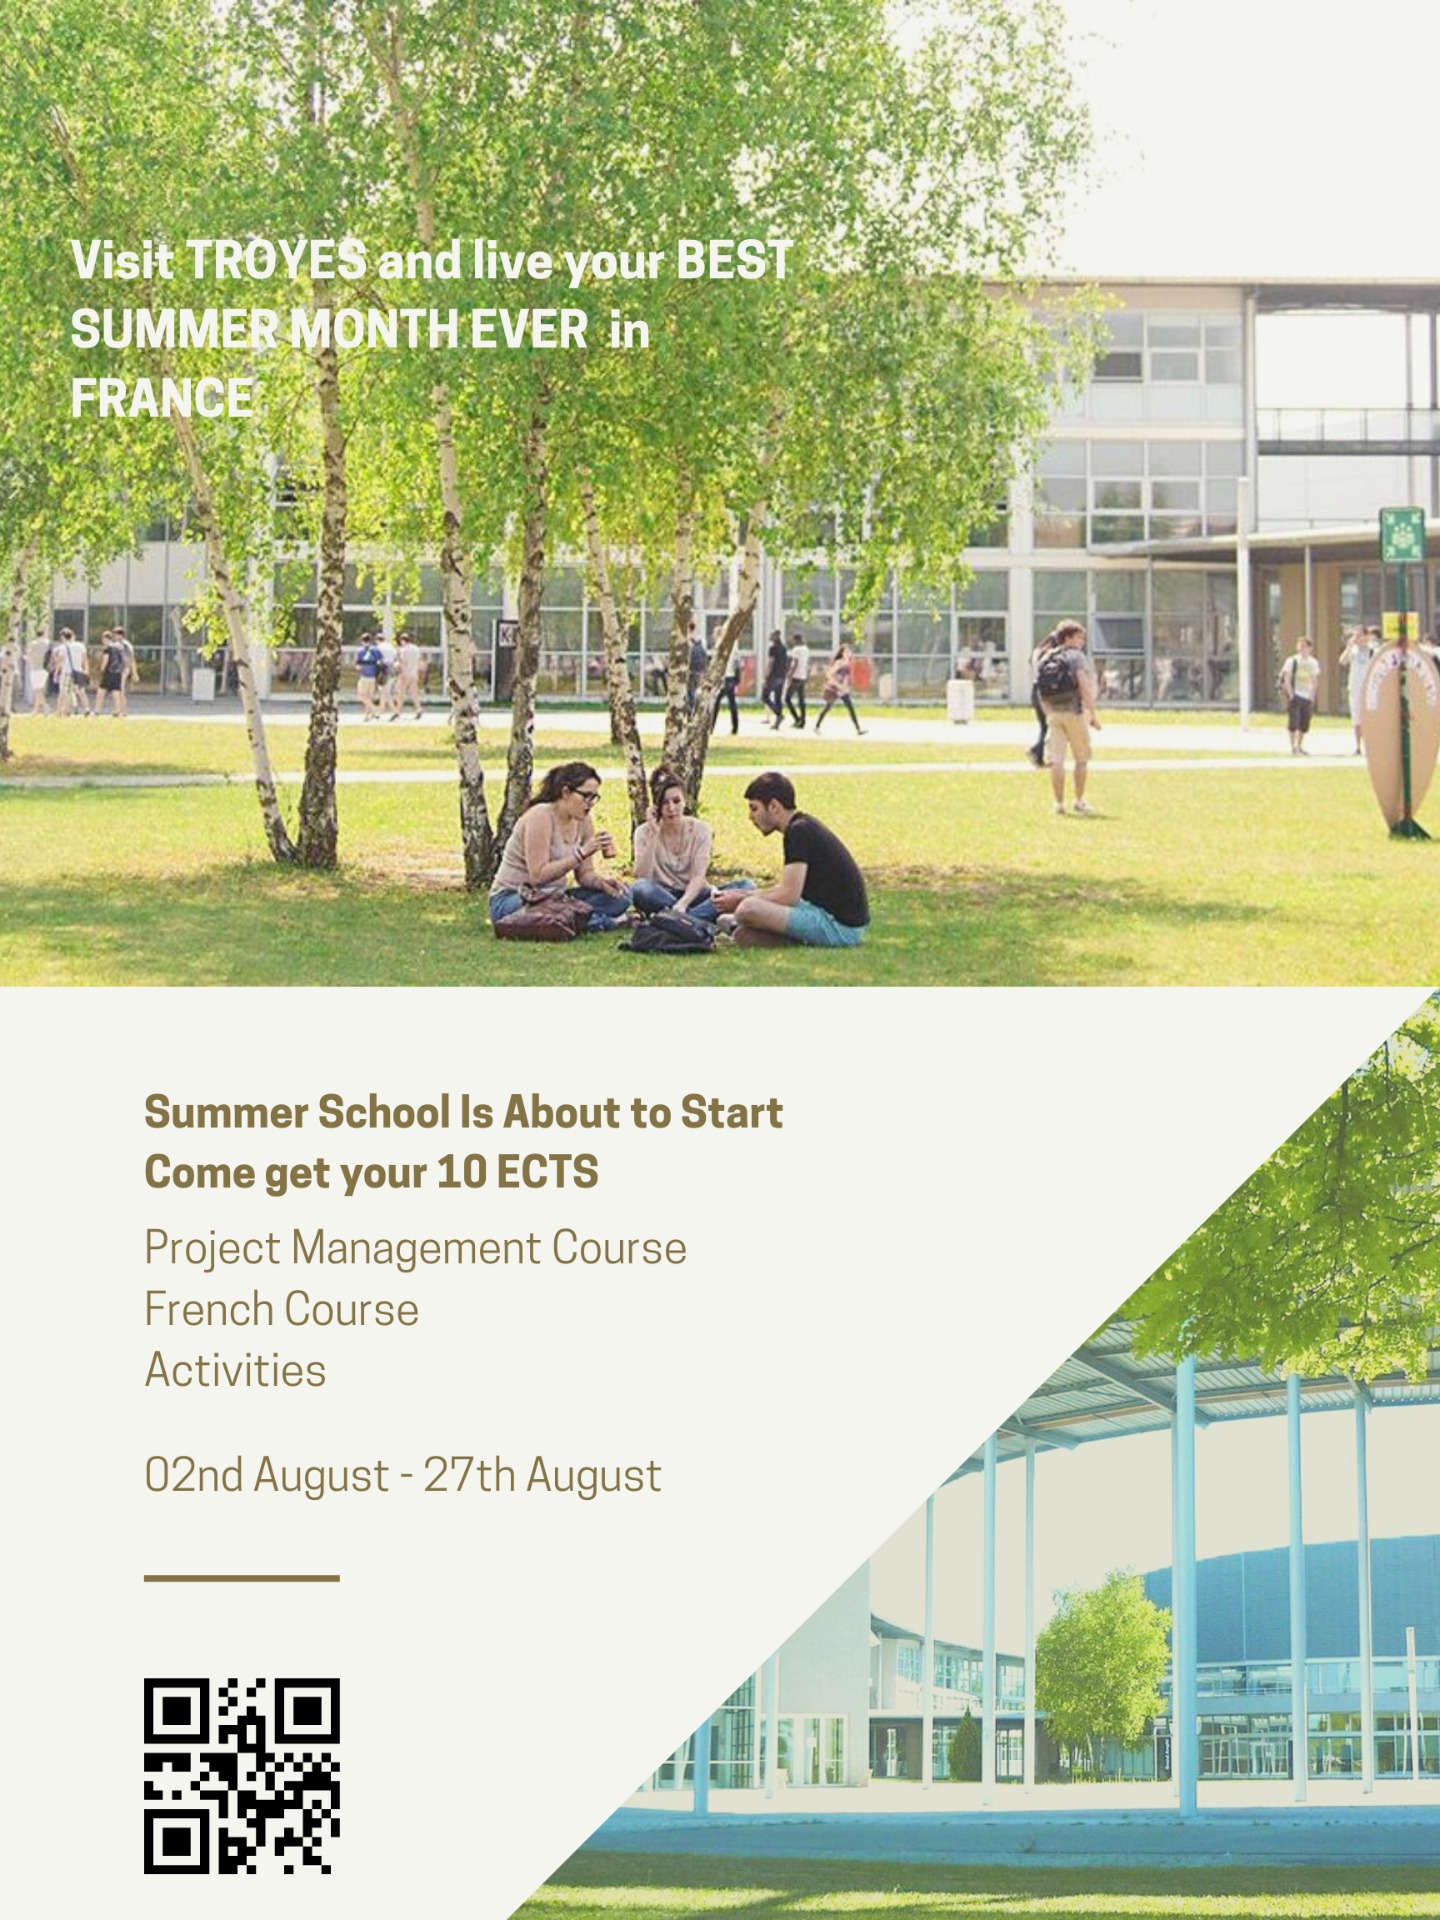 Visit TROYES and live your BEST
SUMMER MONTH EVER in
FRANCE
Summer School Is About to Start
Come get your 10 ECTS
Project Management Course
French Course
Activities
02nd August - 27th August